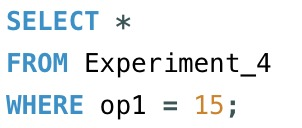 SELECT *
FROM Experiment_4
WHERE op1 = 15;